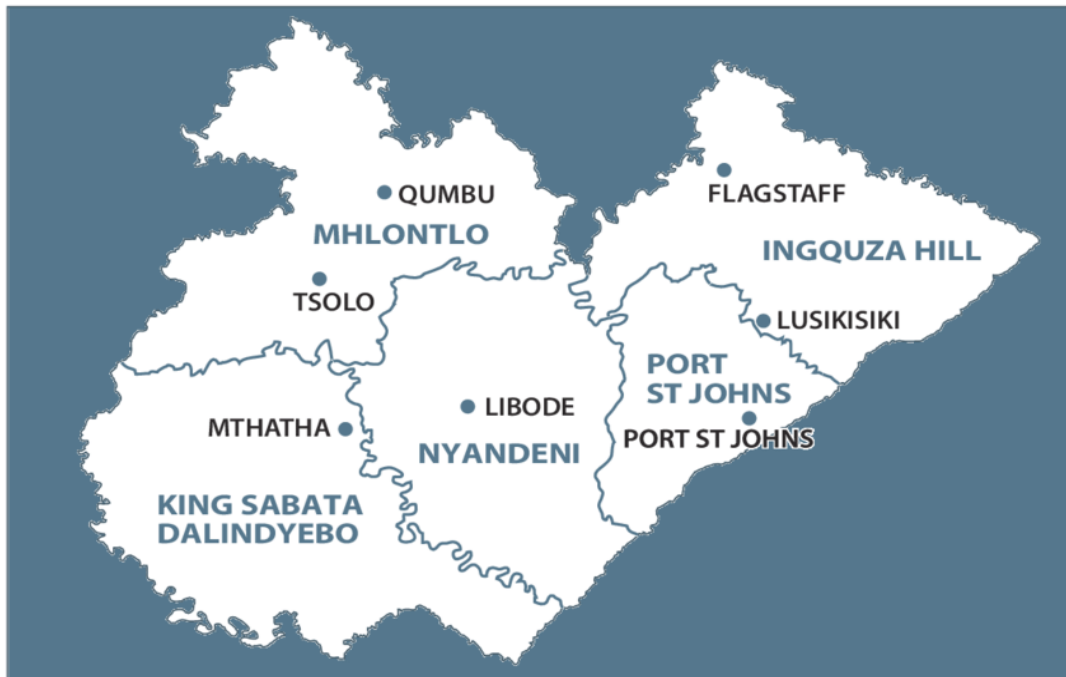 QUMBU
MHLONTLO
TSOLO
FLAGSTAFF
INGQUZA HILL
LUSIKISIKI
PORT
ST JOHNS
PORT ST JOHNS
LIBODE
NYANDENI
MTHATHA
KING SABATA
DALINDYEBO